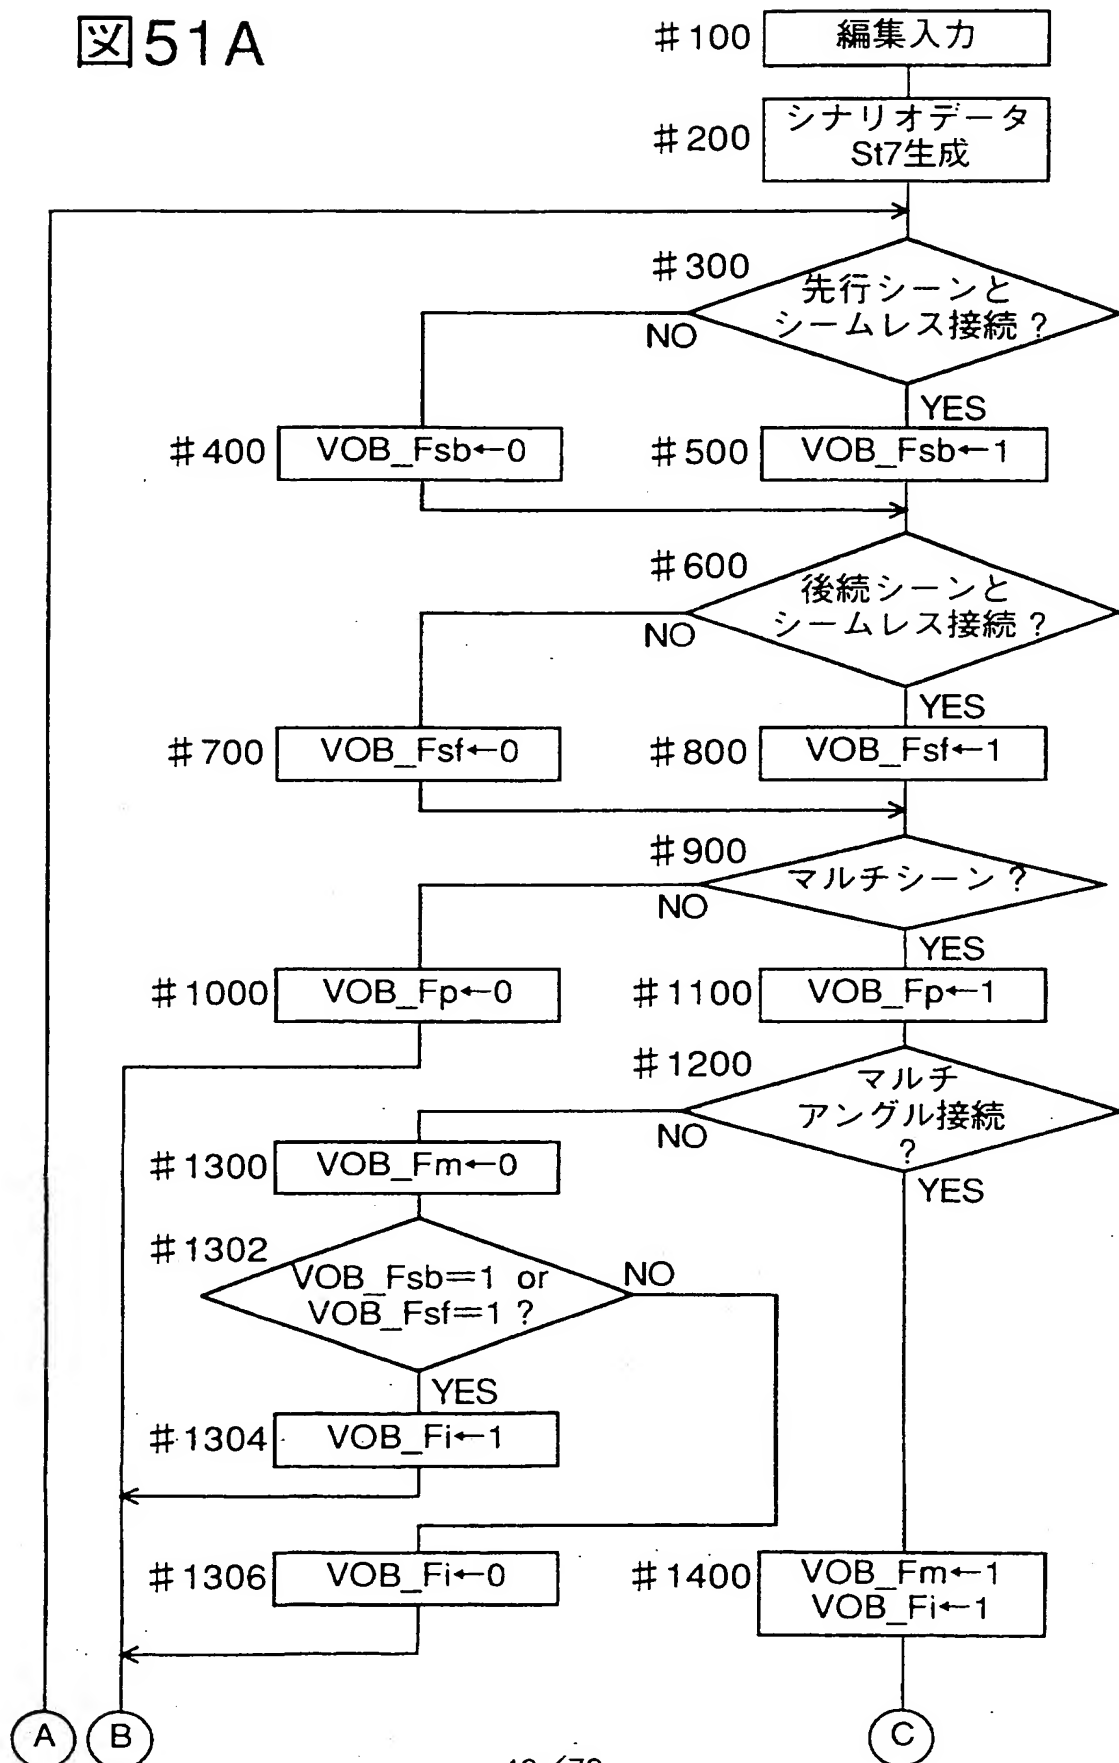 図51A
#100
編集入力
#200
シナリオデータ
St7生成
#300
先行シーンと
シームレス接続?
NO
YES
#400
VOB_Fsb←0
#500
VOB_Fsb←1
#600
後続シーンと
シームレス接続?
NO
YES
#700
VOB_Fsf←0
#800
VOB_Fsf←1
#900
マルチシーン?
NO
YES
#1000
VOB_Fp←0
#1100
VOB_Fp←1
#1200
マルチ
アングル接続
?
NO
YES
#1300
VOB_Fm←0
#1302
VOB_Fsb=1 or
VOB_Fsf=1 ?
NO
YES
#1304
VOB_Fi←1
#1306
VOB_Fi←0
#1400
VOB_Fm←1
VOB_Fi←1
A
B
C